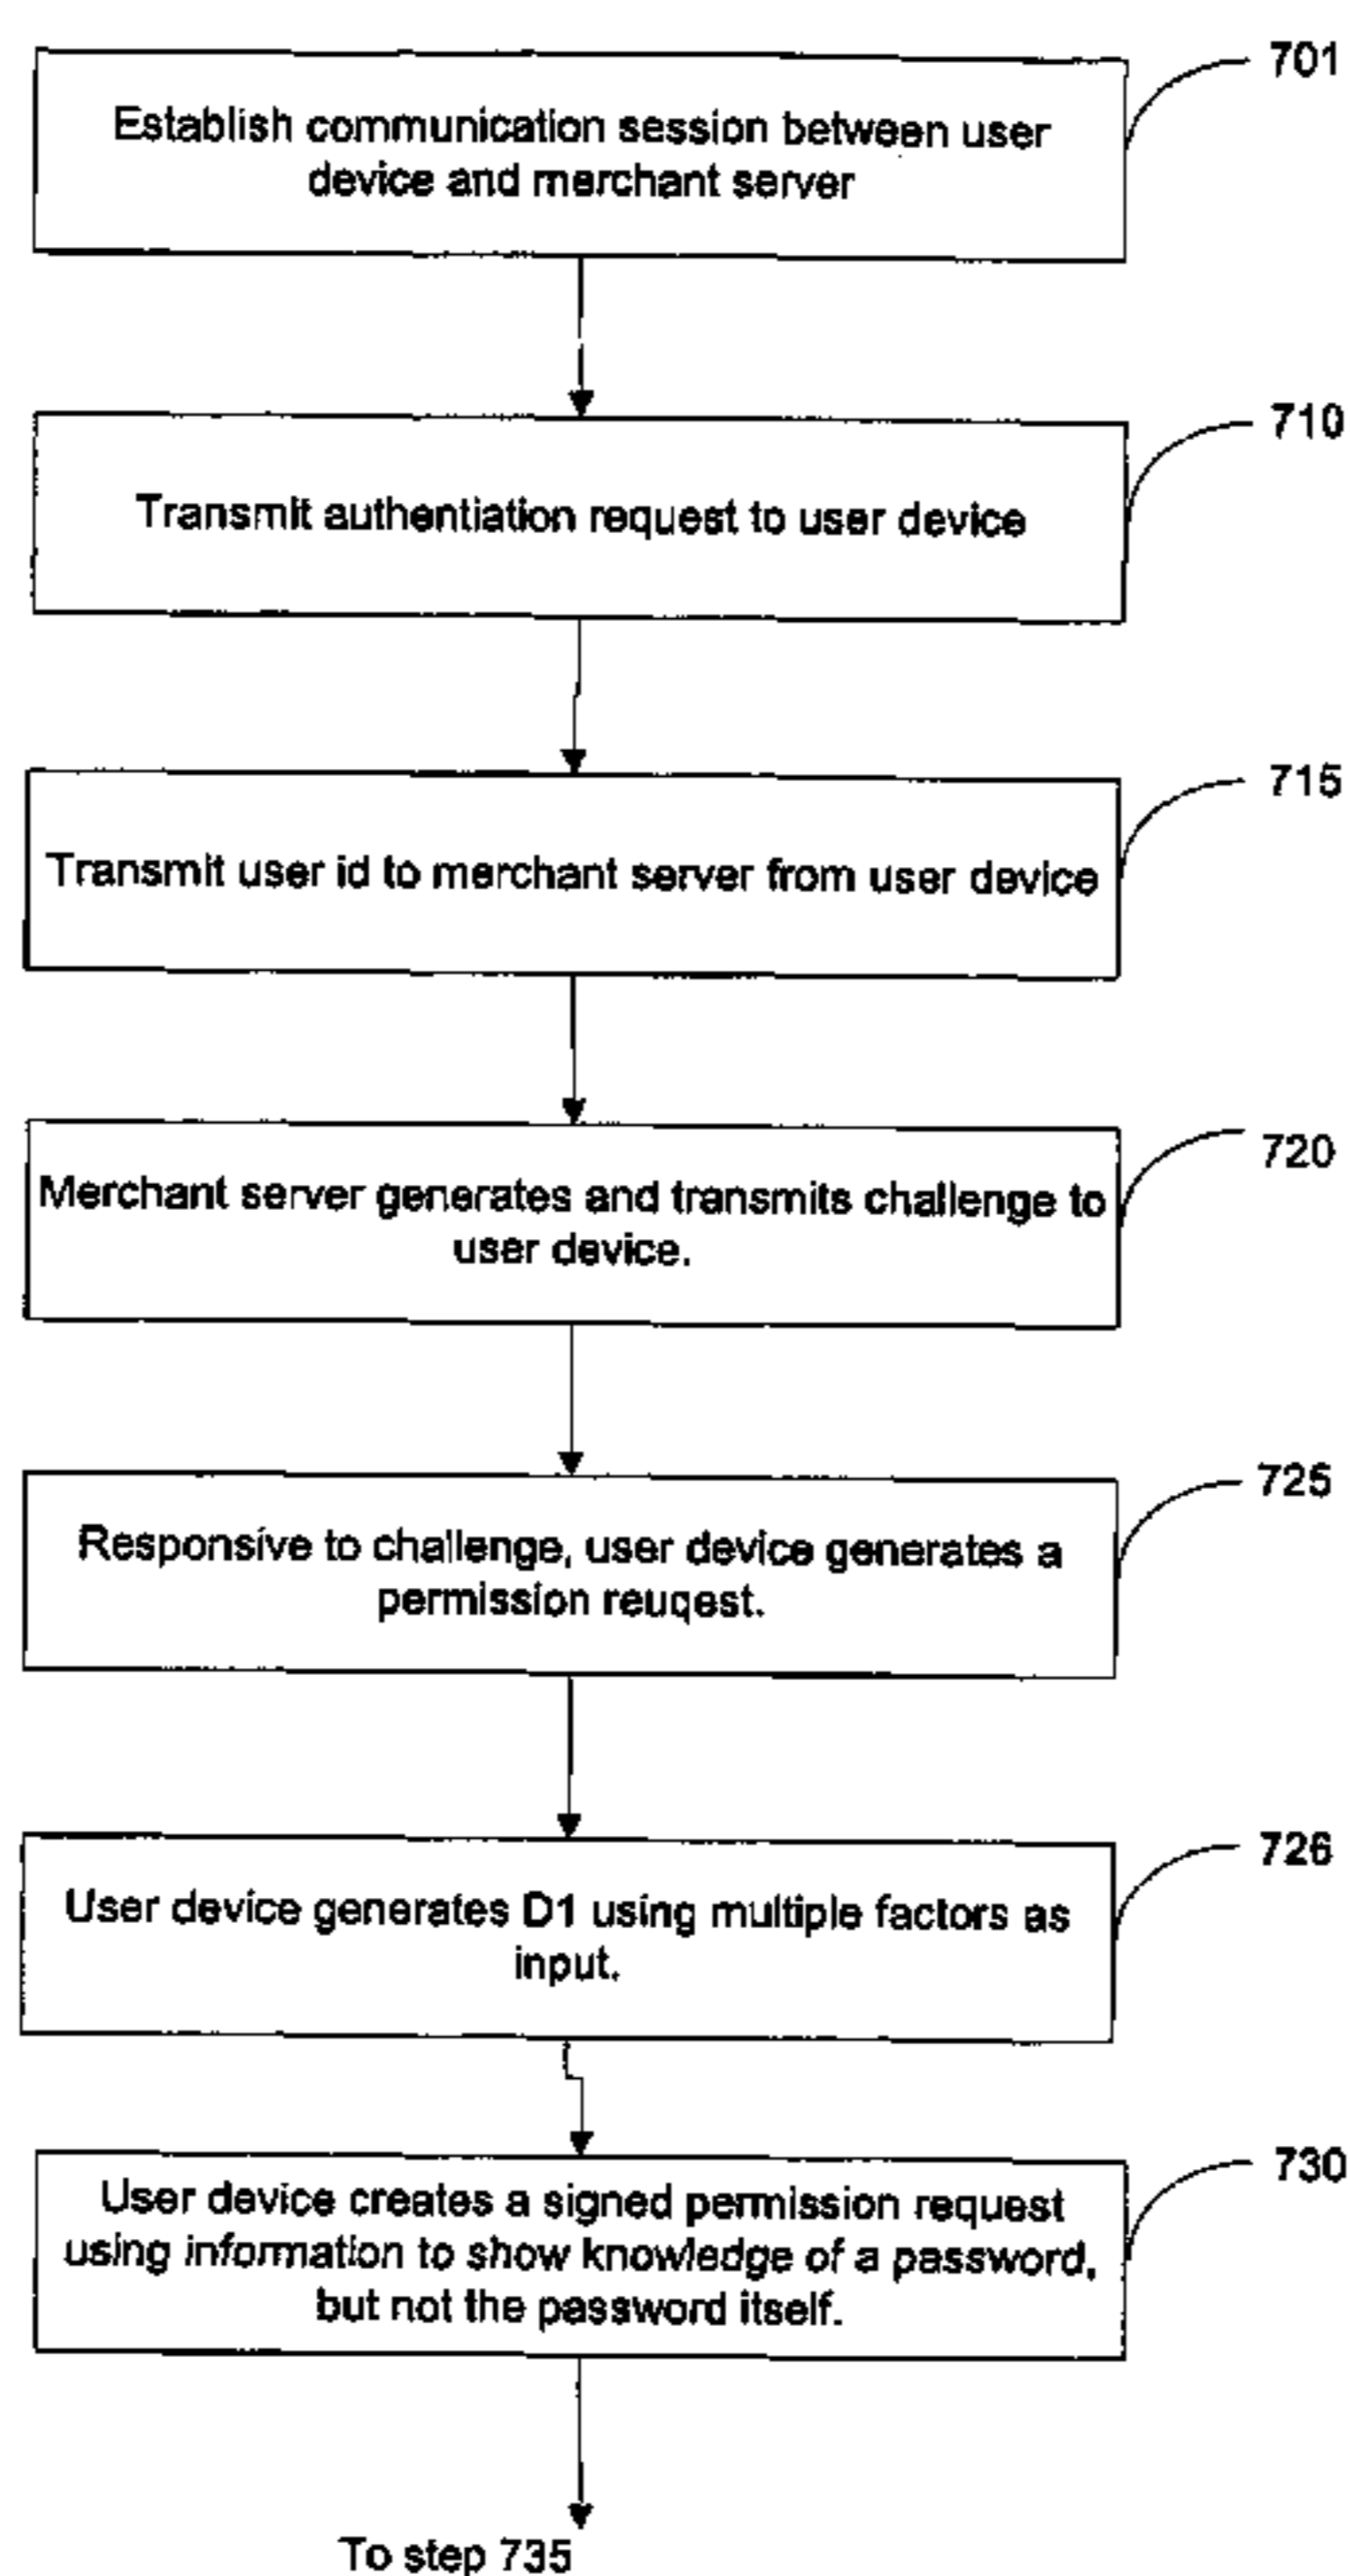 701
Establish communication session between user
device and merchant server
710
Transmit authentiation request to user device
715
Transmit user id to merchant server from user device
720
Merchant server generates and transmits challenge to
user device.
725
Responsive to challenge, user device generates a
permission reuqest.
726
User device generates D1 using multiple factors as
input.
730
User device creates a signed permission request
using information to show knowledge of a password,
but not the password itself.
To step 735